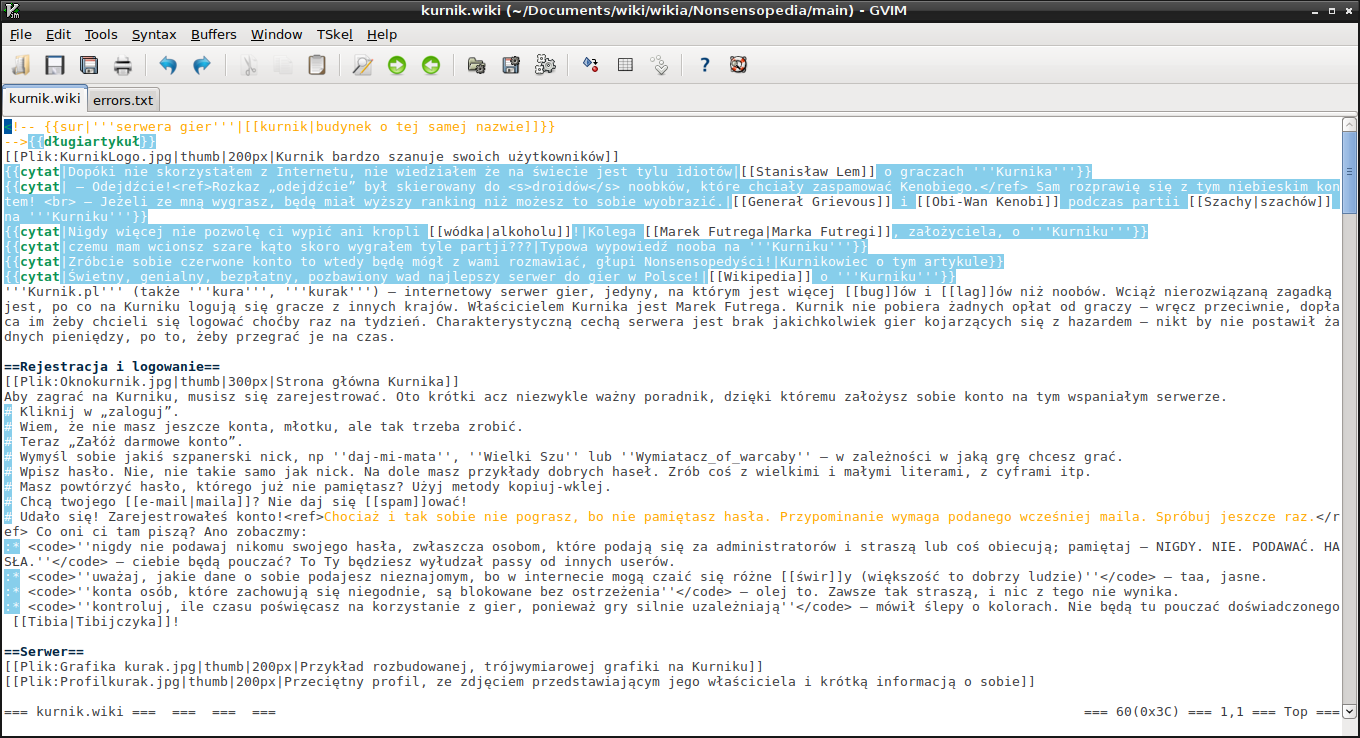 kurnik.wiki (~/Documents/wiki/wikia/Nonsensopedia/main) - GVIM
File Edit Tools Syntax Buffers Window TSkel Help
kurnik.wiki errors.txt
<!-- {{sur|'''serwera gier'''|[[kurnik|budynek o tej samej nazwie]]}}
-->{{długiartykuł}}
[[Plik:KurnikLogo.jpg|thumb|200px|Kurnik bardzo szanuje swoich użytkowników]]
{{cytat|Dopóki nie skorzystałem z Internetu, nie wiedziałem że na świecie jest tylu idiotów|[[Stanisław Lem]] o graczach '''Kurnika'''}}
{{cytat| – Odejdźcie!<ref>Rozkaz „odejdźcie” był skierowany do <s>droidów</s> noobków, które chciały zaspamować Kenobiego.</ref> Sam rozprawię się z tym niebieskim kon
tem! <br> – Jeżeli ze mną wygrasz, będę miał wyższy ranking niż możesz to sobie wyobrazić.|[[Generał Grievous]] i [[Obi-Wan Kenobi]] podczas partii [[Szachy|szachów]]
na '''Kurniku'''}}
{{cytat|Nigdy więcej nie pozwolę ci wypić ani kropli [[wódka|alkoholu]]!|Kolega [[Marek Futrega|Marka Futregi]], założyciela, o '''Kurniku'''}}
{{cytat|czemu mam wcionsz szare kąto skoro wygrałem tyle partji???|Typowa wypowiedź nooba na '''Kurniku'''}}
{{cytat|Zróbcie sobie czerwone konto to wtedy będę mógł z wami rozmawiać, głupi Nonsensopedyści!|Kurnikowiec o tym artykule}}
{{cytat|Świetny, genialny, bezpłatny, pozbawiony wad najlepszy serwer do gier w Polsce!|[[Wikipedia]] o '''Kurniku'''}}
'''Kurnik.pl''' (także '''kura''', '''kurak''') – internetowy serwer gier, jedyny, na którym jest więcej [[bug]]ów i [[lag]]ów niż noobów. Wciąż nierozwiązaną zagadką
jest, po co na Kurniku logują się gracze z innych krajów. Właścicielem Kurnika jest Marek Futrega. Kurnik nie pobiera żadnych opłat od graczy – wręcz przeciwnie, dopła
ca im żeby chcieli się logować choćby raz na tydzień. Charakterystyczną cechą serwera jest brak jakichkolwiek gier kojarzących się z hazardem – nikt by nie postawił ża
dnych pieniędzy, po to, żeby przegrać je na czas.
==Rejestracja i logowanie==
[[Plik:Oknokurnik.jpg|thumb|300px|Strona główna Kurnika]]
Aby zagrać na Kurniku, musisz się zarejestrować. Oto krótki acz niezwykle ważny poradnik, dzięki któremu założysz sobie konto na tym wspaniałym serwerze.
# Kliknij w „zaloguj”.
# Wiem, że nie masz jeszcze konta, młotku, ale tak trzeba zrobić.
# Teraz „Załóż darmowe konto”.
# Wymyśl sobie jakiś szpanerski nick, np ''daj-mi-mata'', ''Wielki Szu'' lub ''Wymiatacz_of_warcaby'' – w zależności w jaką grę chcesz grać.
# Wpisz hasło. Nie, nie takie samo jak nick. Na dole masz przykłady dobrych haseł. Zrób coś z wielkimi i małymi literami, z cyframi itp.
# Masz powtórzyć hasło, którego już nie pamiętasz? Użyj metody kopiuj-wklej.
# Chcą twojego [[e-mail|maila]]? Nie daj się [[spam]]ować!
# Udało się! Zarejestrowałeś konto!<ref>Chociaż i tak sobie nie pograsz, bo nie pamiętasz hasła. Przypominanie wymaga podanego wcześniej maila. Spróbuj jeszcze raz.</r
ef> Co oni ci tam piszą? Ano zobaczmy:
:* <code>''nigdy nie podawaj nikomu swojego hasła, zwłaszcza osobom, które podają się za administratorów i straszą lub coś obiecują; pamiętaj – NIGDY. NIE. PODAWAĆ. HA
SŁA.''</code> – ciebie będą pouczać? To Ty będziesz wyłudzał passy od innych userów.
:* <code>''uważaj, jakie dane o sobie podajesz nieznajomym, bo w internecie mogą czaić się różne [[świr]]y (większość to dobrzy ludzie)''</code> – taa, jasne.
:* <code>''konta osób, które zachowują się niegodnie, są blokowane bez ostrzeżenia''</code> – olej to. Zawsze tak straszą, i nic z tego nie wynika.
:* <code>''kontroluj, ile czasu poświęcasz na korzystanie z gier, ponieważ gry silnie uzależniają''</code> – mówił ślepy o kolorach. Nie będą tu pouczać doświadczonego
[[Tibia|Tibijczyka]]!
==Serwer==
[[Plik:Grafika kurak.jpg|thumb|200px|Przykład rozbudowanej, trójwymiarowej grafiki na Kurniku]]
[[Plik:Profilkurak.jpg|thumb|200px|Przeciętny profil, ze zdjęciem przedstawiającym jego właściciela i krótką informacją o sobie]]
=== kurnik.wiki === === === === === 60(0x3C) === 1,1 === Top ===